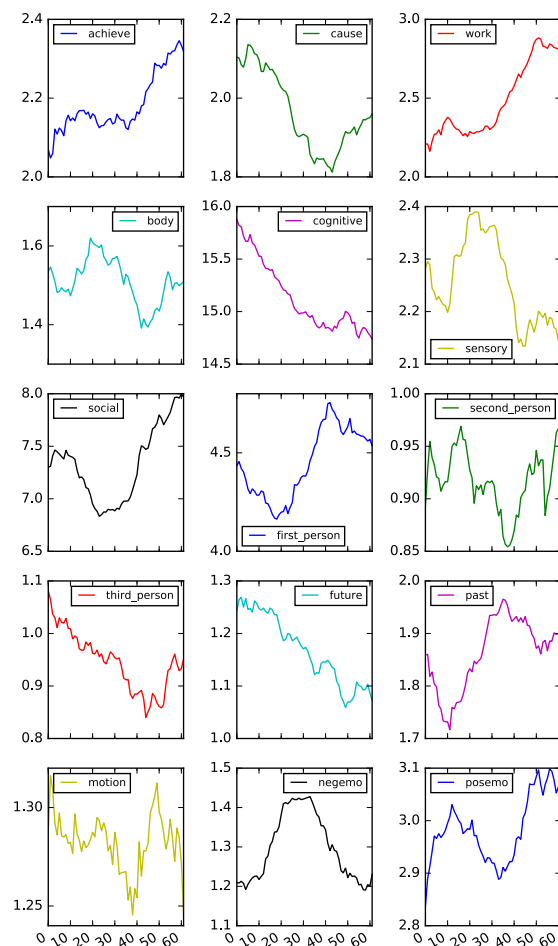 achieve
cause
work
2.4
2.2
2.0
2.2
2.0
1.8
3.0
2.5
2.0
body
cognitive
sensory
1.6
1.4
16.0
15.5
15.0
14.5
2.4
2.3
2.2
2.1
social
first_person
second_person
8.0
7.5
7.0
6.5
4.5
4.0
1.00
0.95
0.90
0.85
third_person
future
past
1.1
1.0
0.9
0.8
1.3
1.2
1.1
1.0
2.0
1.9
1.8
1.7
motion
negemo
posemo
1.30
1.25
1.5
1.4
1.3
1.2
1.1
3.1
3.0
2.9
2.8
0 10 20 30 40 50 60
0 10 20 30 40 50 60
0 10 20 30 40 50 60